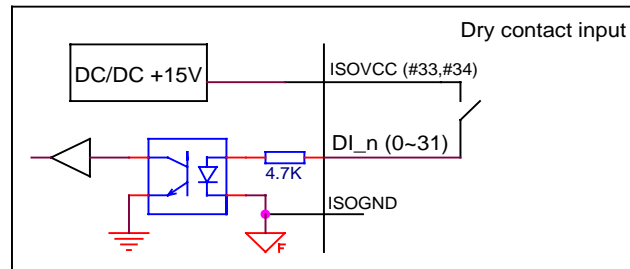 Dry contact input
DC/DC +15V
ISOVCC (#33,#34)
DI_n (0~31)
4.7K
ISOGND
F